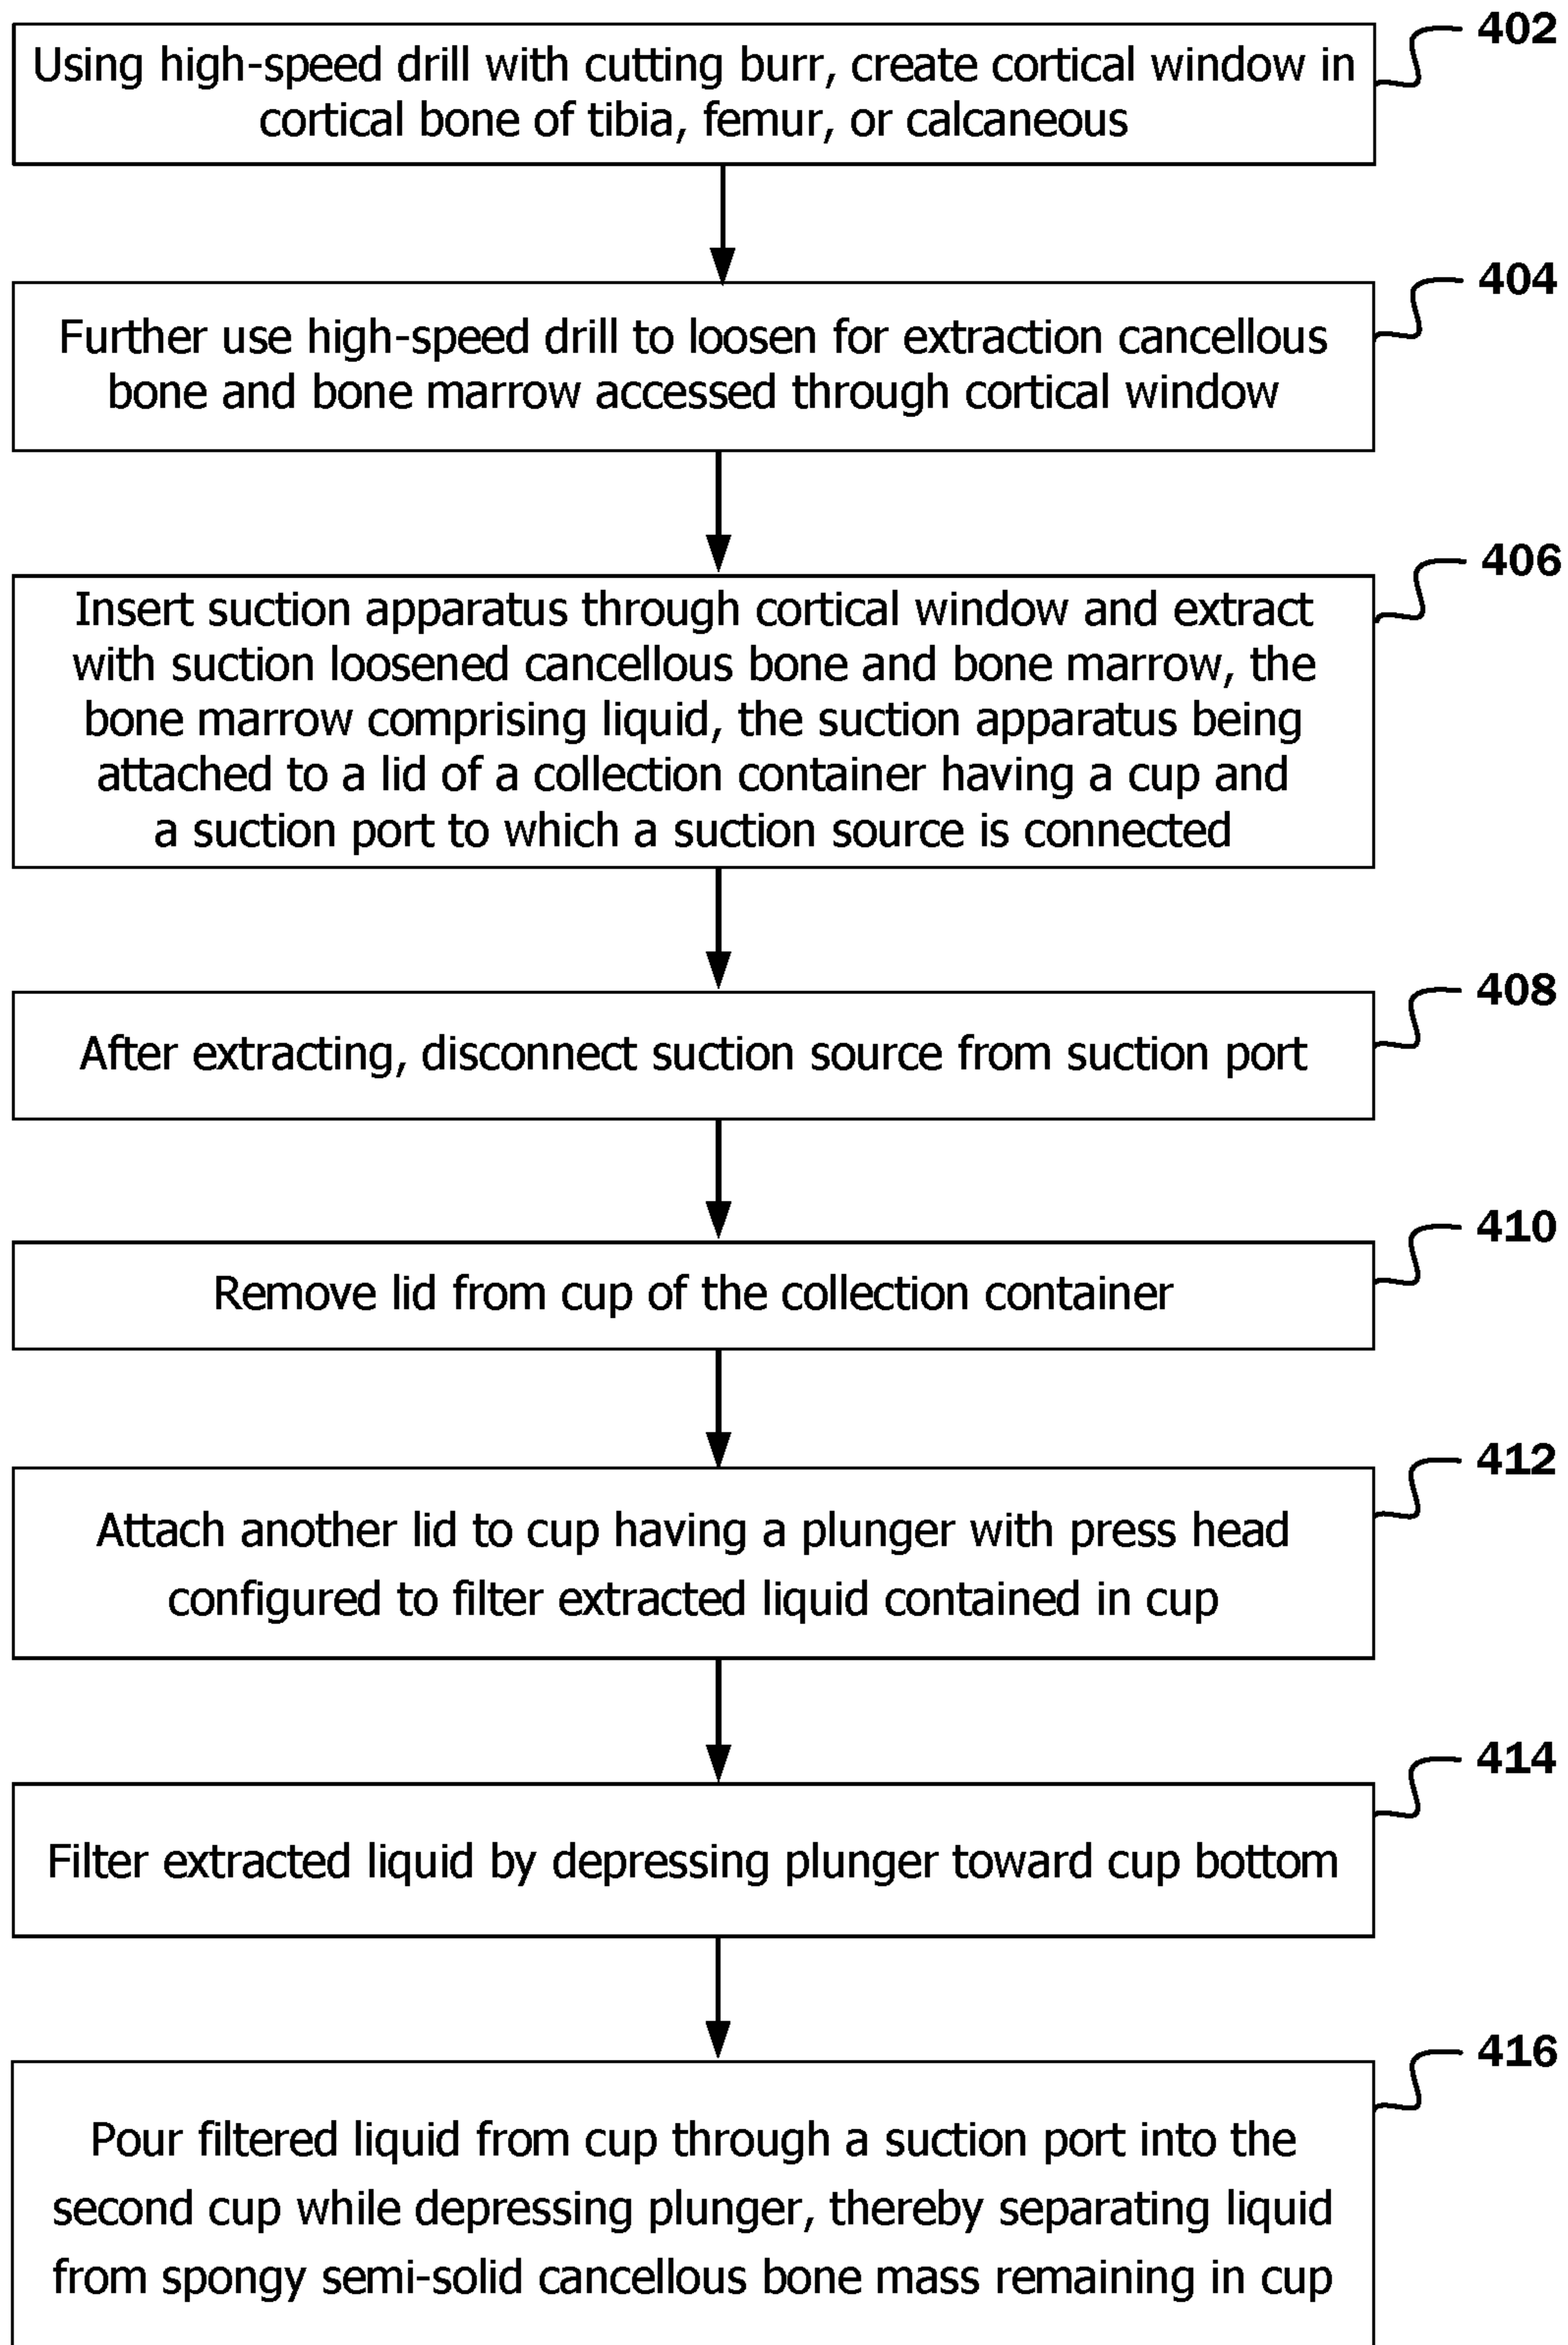 402
Using high-speed drill with cutting burr, create cortical window in
cortical bone of tibia, femur, or calcaneous
404
Further use high-speed drill to loosen for extraction cancellous
bone and bone marrow accessed through cortical window
406
Insert suction apparatus through cortical window and extract
with suction loosened cancellous bone and bone marrow, the
bone marrow comprising liquid, the suction apparatus being
attached to a lid of a collection container having a cup and
a suction port to which a suction source is connected
408
After extracting, disconnect suction source from suction port
410
Remove lid from cup of the collection container
412
Attach another lid to cup having a plunger with press head
configured to filter extracted liquid contained in cup
414
Filter extracted liquid by depressing plunger toward cup bottom
416
Pour filtered liquid from cup through a suction port into the
second cup while depressing plunger, thereby separating liquid
from spongy semi-solid cancellous bone mass remaining in cup